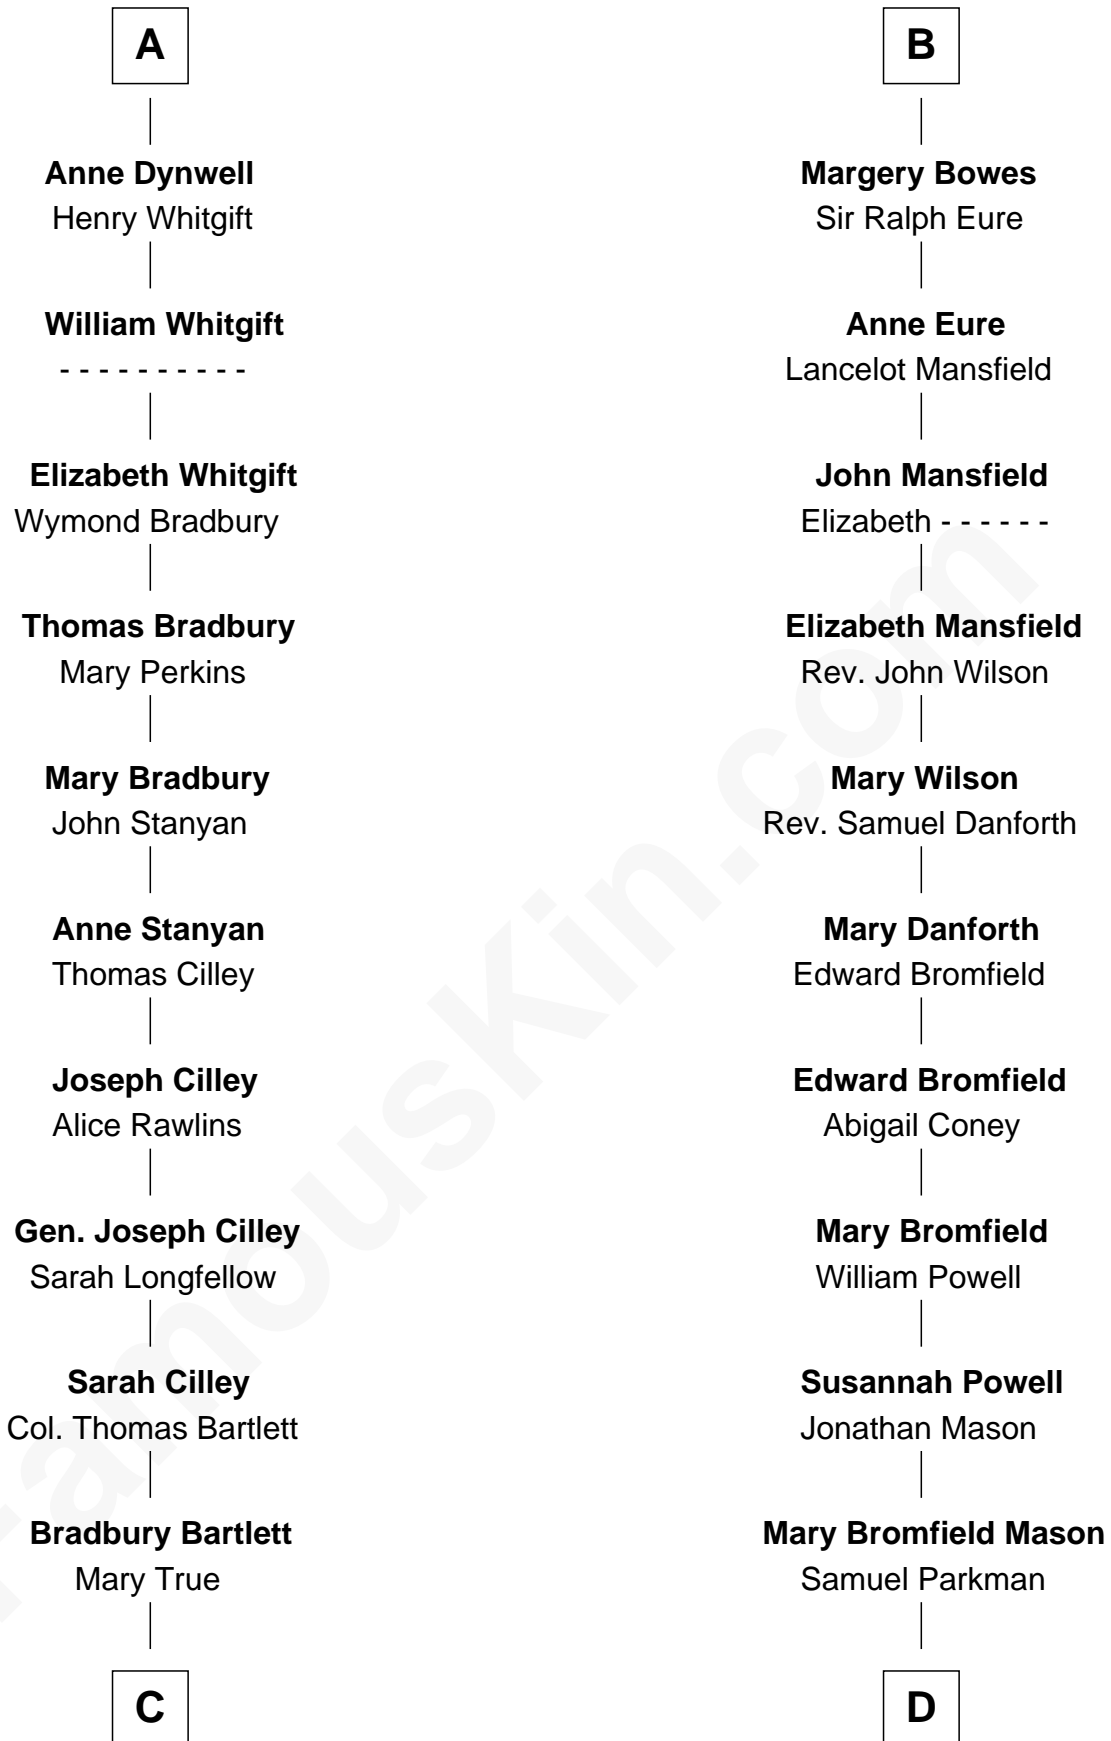 A
Anne Dynwell
Henry Whitgift
William Whitgift
- - - - - - - - - -
Elizabeth Whitgift
Wymond Bradbury
Thomas Bradbury
Mary Perkins
Mary Bradbury
John Stanyan
Anne Stanyan
Thomas Cilley
Joseph Cilley
Alice Rawlins
Gen. Joseph Cilley
Sarah Longfellow
Sarah Cilley
Col. Thomas Bartlett
Bradbury Bartlett
Mary True
C
B
Margery Bowes
Sir Ralph Eure
Anne Eure
Lancelot Mansfield
John Mansfield
Elizabeth - - - - - -
Elizabeth Mansfield
Rev. John Wilson
Mary Wilson
Rev. Samuel Danforth
Mary Danforth
Edward Bromfield
Edward Bromfield
Abigail Coney
Mary Bromfield
William Powell
Susannah Powell
Jonathan Mason
Mary Bromfield Mason
Samuel Parkman
D
FamousKin.com